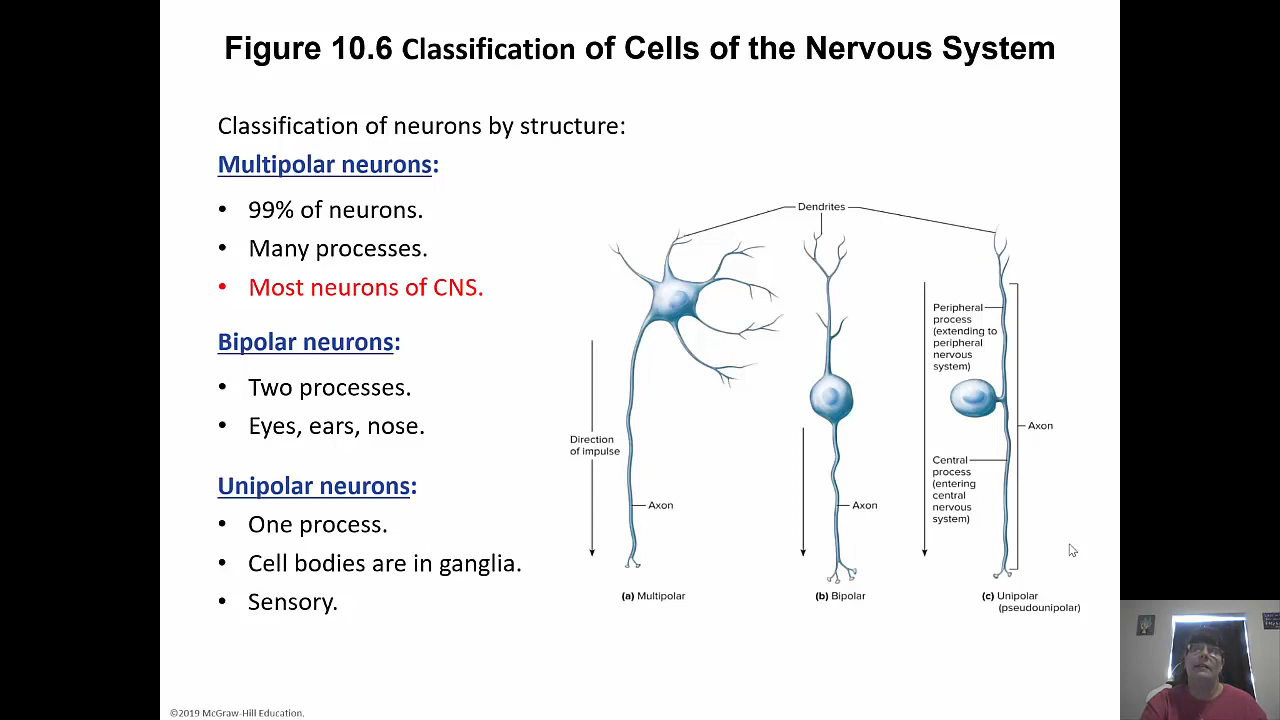 Figure 10.6 Classification of Cells of the Nervous System
Classification of neurons by structure:
Multipolar neurons:
• 99% of neurons.
• Many processes.
• Most neurons of CNS.
Bipolar neurons:
• Two processes.
• Eyes, ears, nose.
Unipolar neurons:
• One process.
• Cell bodies are in ganglia.
• Sensory.
Dendrites
Direction
of impulse
Axon
(a) Multipolar
Axon
(b) Bipolar
Peripheral
process
(extending to
peripheral
nervous
system)
Axon
Central
process
(entering
central
nervous
system)
(c) Unipolar
(pseudounipolar)
©2019 McGraw-Hill Education.